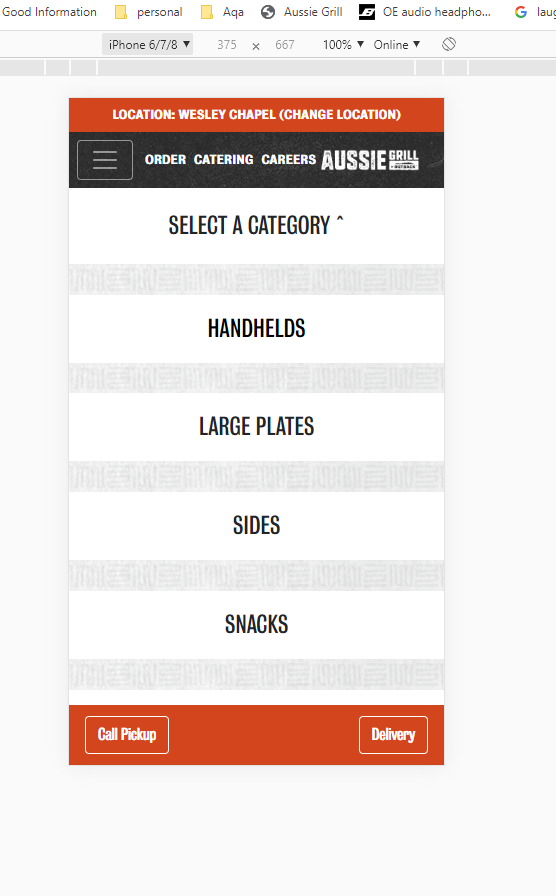 Good Information personal Aqa Aussie Grill OE audio headpho... laug
iPhone 6/7/8 ▼ 375 × 667 100% ▼ Online ▼
LOCATION: WESLEY CHAPEL (CHANGE LOCATION)
ORDER CATERING CAREERS AUSSIE GRILL
SELECT A CATEGORY ^
HANDHELDS
LARGE PLATES
SIDES
SNACKS
Call Pickup Delivery